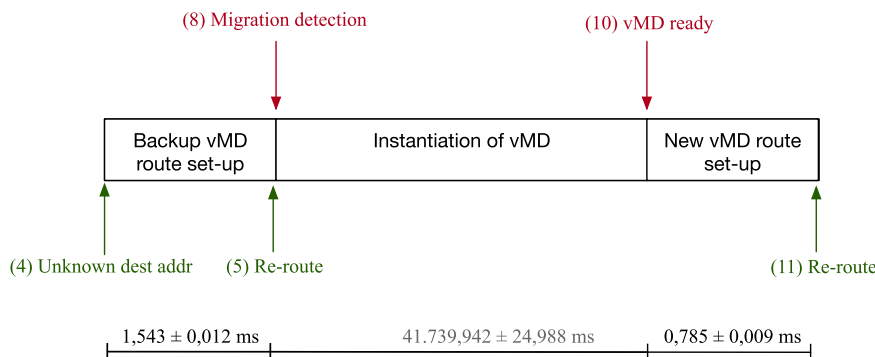 (8) Migration detection
(10) vMD ready
Backup vMD
route set-up
Instantiation of vMD
New vMD route
set-up
(4) Unknown dest addr
(5) Re-route
(11) Re-route
1,543 ± 0,012 ms
41.739,942 ± 24,988 ms
0,785 ± 0,009 ms